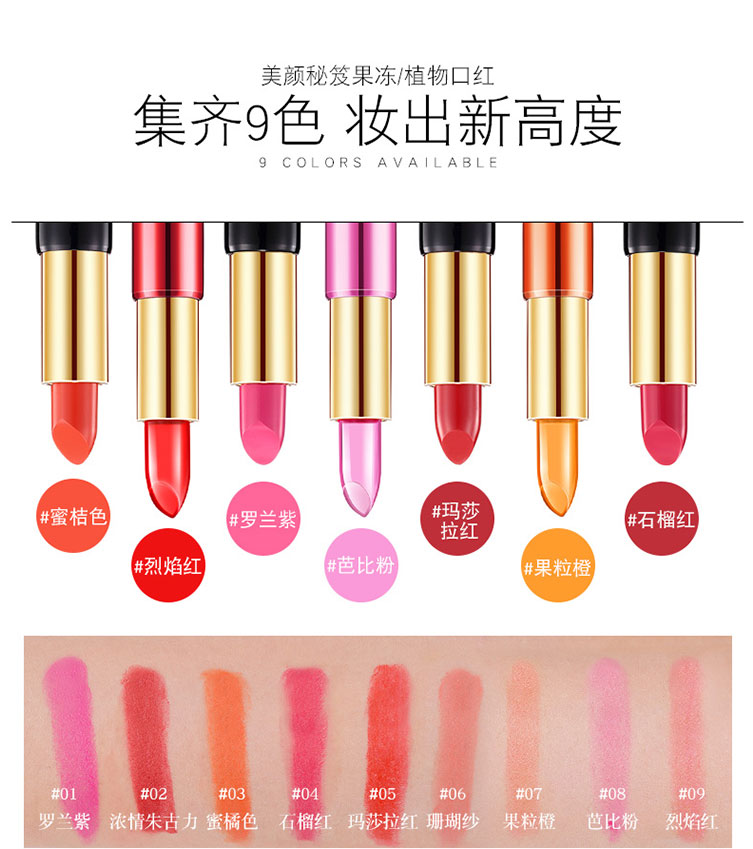 美颜秘笈果冻/植物口红
集齐9色 妆出新高度
9 COLORS AVAILABLE
#蜜桔色
#烈焰红
#罗兰紫
#芭比粉
#玛莎
拉红
#果粒橙
#石榴红
#01 #02 #03 #04 #05 #06 #07 #08 #09
罗兰紫 浓情朱古力 蜜橘色 石榴红 玛莎拉红 珊瑚纱 果粒橙 芭比粉 烈焰红